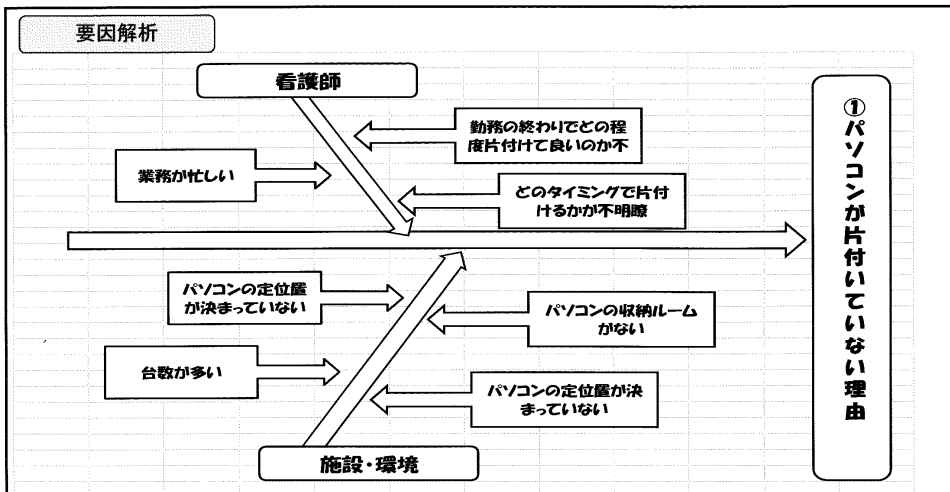 要因解析
看護師
勤務の終わりでどの程
度片付けて良いのか不
業務が忙しい
どのタイミングで片付
けるかが不明瞭
①パソコンが片付いていない理由
パソコンの定位置
が決まっていない
パソコンの収納ルーム
がない
台数が多い
パソコンの定位置が決
まっていない
施設・環境